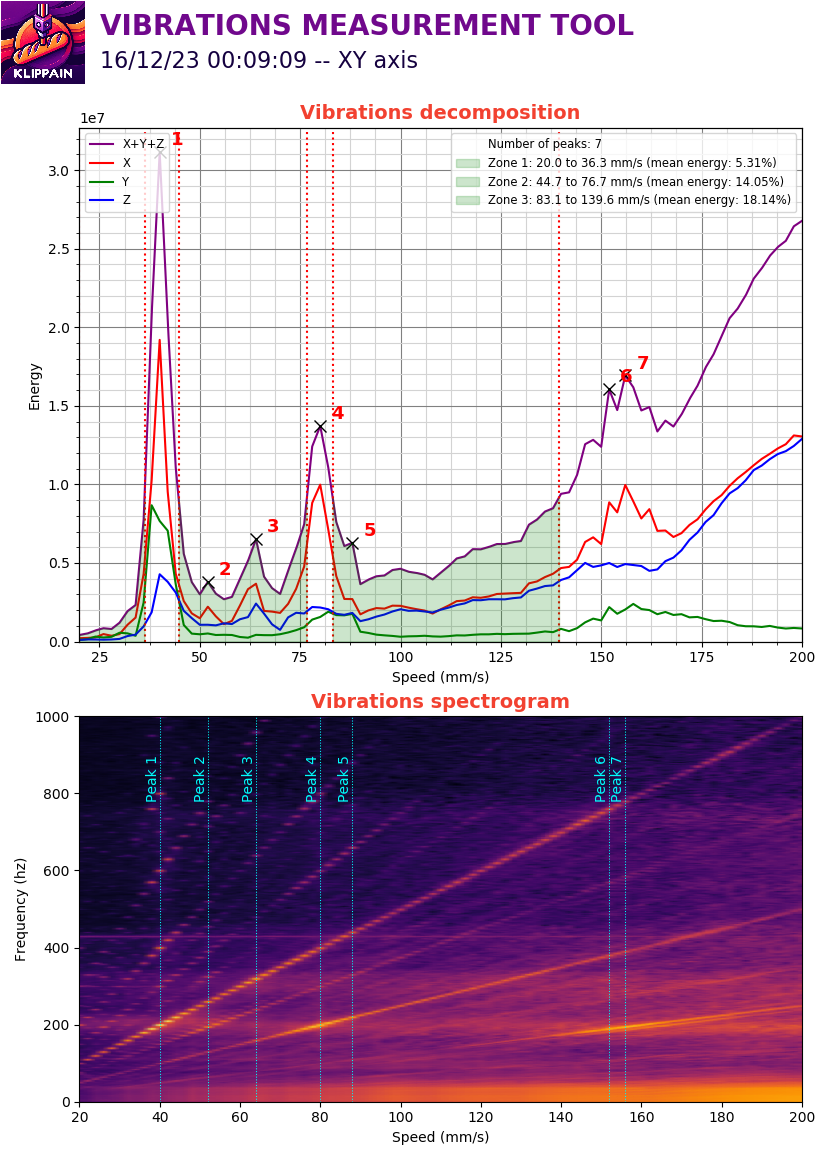 KLIPPAIN
VIBRATIONS MEASUREMENT TOOL
16/12/23 00:09:09 -- XY axis
Vibrations decomposition
1e7
X+Y+Z
X
Y
Z
Number of peaks: 7
Zone 1: 20.0 to 36.3 mm/s (mean energy: 5.31%)
Zone 2: 44.7 to 76.7 mm/s (mean energy: 14.05%)
Zone 3: 83.1 to 139.6 mm/s (mean energy: 18.14%)
1
2
3
4
5
6
7
Energy
3.0
2.5
2.0
1.5
1.0
0.5
0.0
25 50 75 100 125 150 175 200
Speed (mm/s)
Vibrations spectrogram
Peak 1
Peak 2
Peak 3
Peak 4
Peak 5
Peak 6
Peak 7
Frequency (hz)
1000
800
600
400
200
0
20 40 60 80 100 120 140 160 180 200
Speed (mm/s)